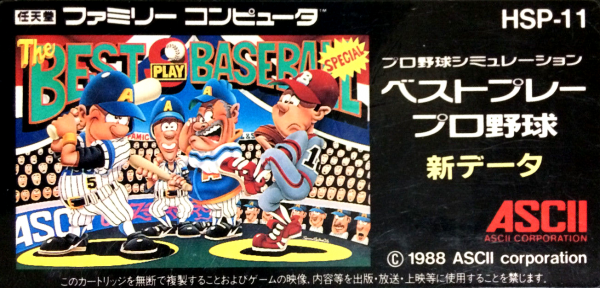 任天堂 ファミリー コンピュータ™
HSP-11
The BEST PLAY BASEBALL
SPECIAL
プロ野球シミュレーション
ベストプレー
プロ野球
新データ
A
A
A
B
5
1
ASCII
ASCII
ASCII CORPORATION
© 1988 ASCII corporation
このカートリッジを無断で複製することおよびゲームの映像、内容等を出版・放送・上映等に使用することを禁じます。